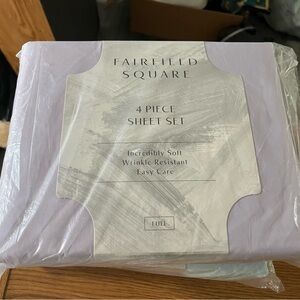 FAIRFIELD
SQUARE
4 PIECE
SHEET SET
Incredibly Soft
Wrinkle Resistant
Easy Care
FULL